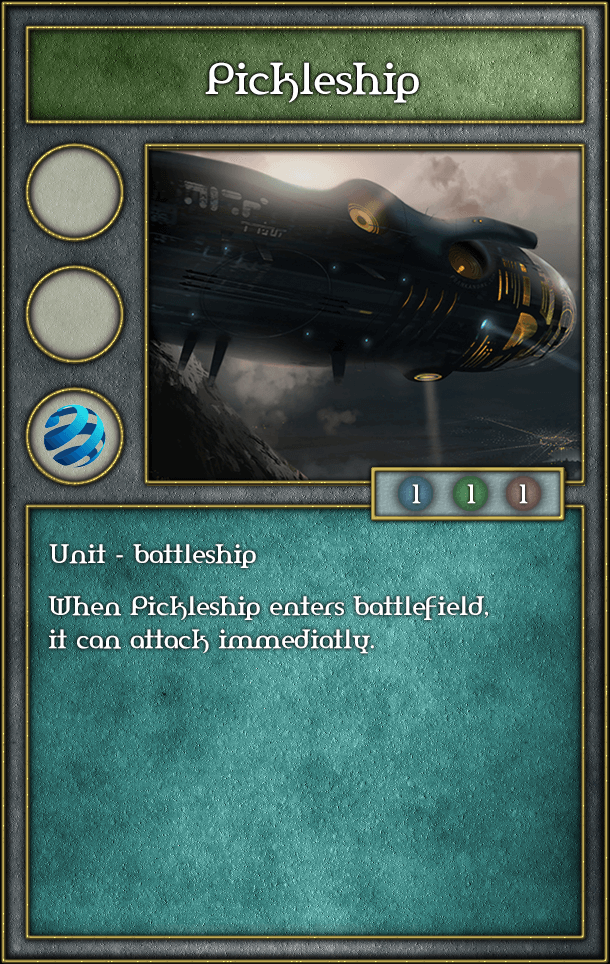 Pickleship
1 1 1
Unit - battleship
When Pickleship enters battlefield,
it can attack immediatly.